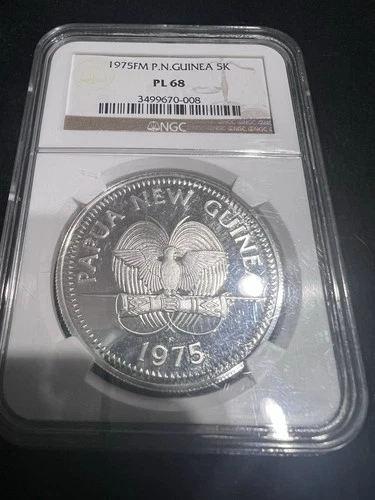 1975FM P.N.GUINEA 5K
PL 68
3499670-008
NGC
PAPUA NEW GUINEA
1975